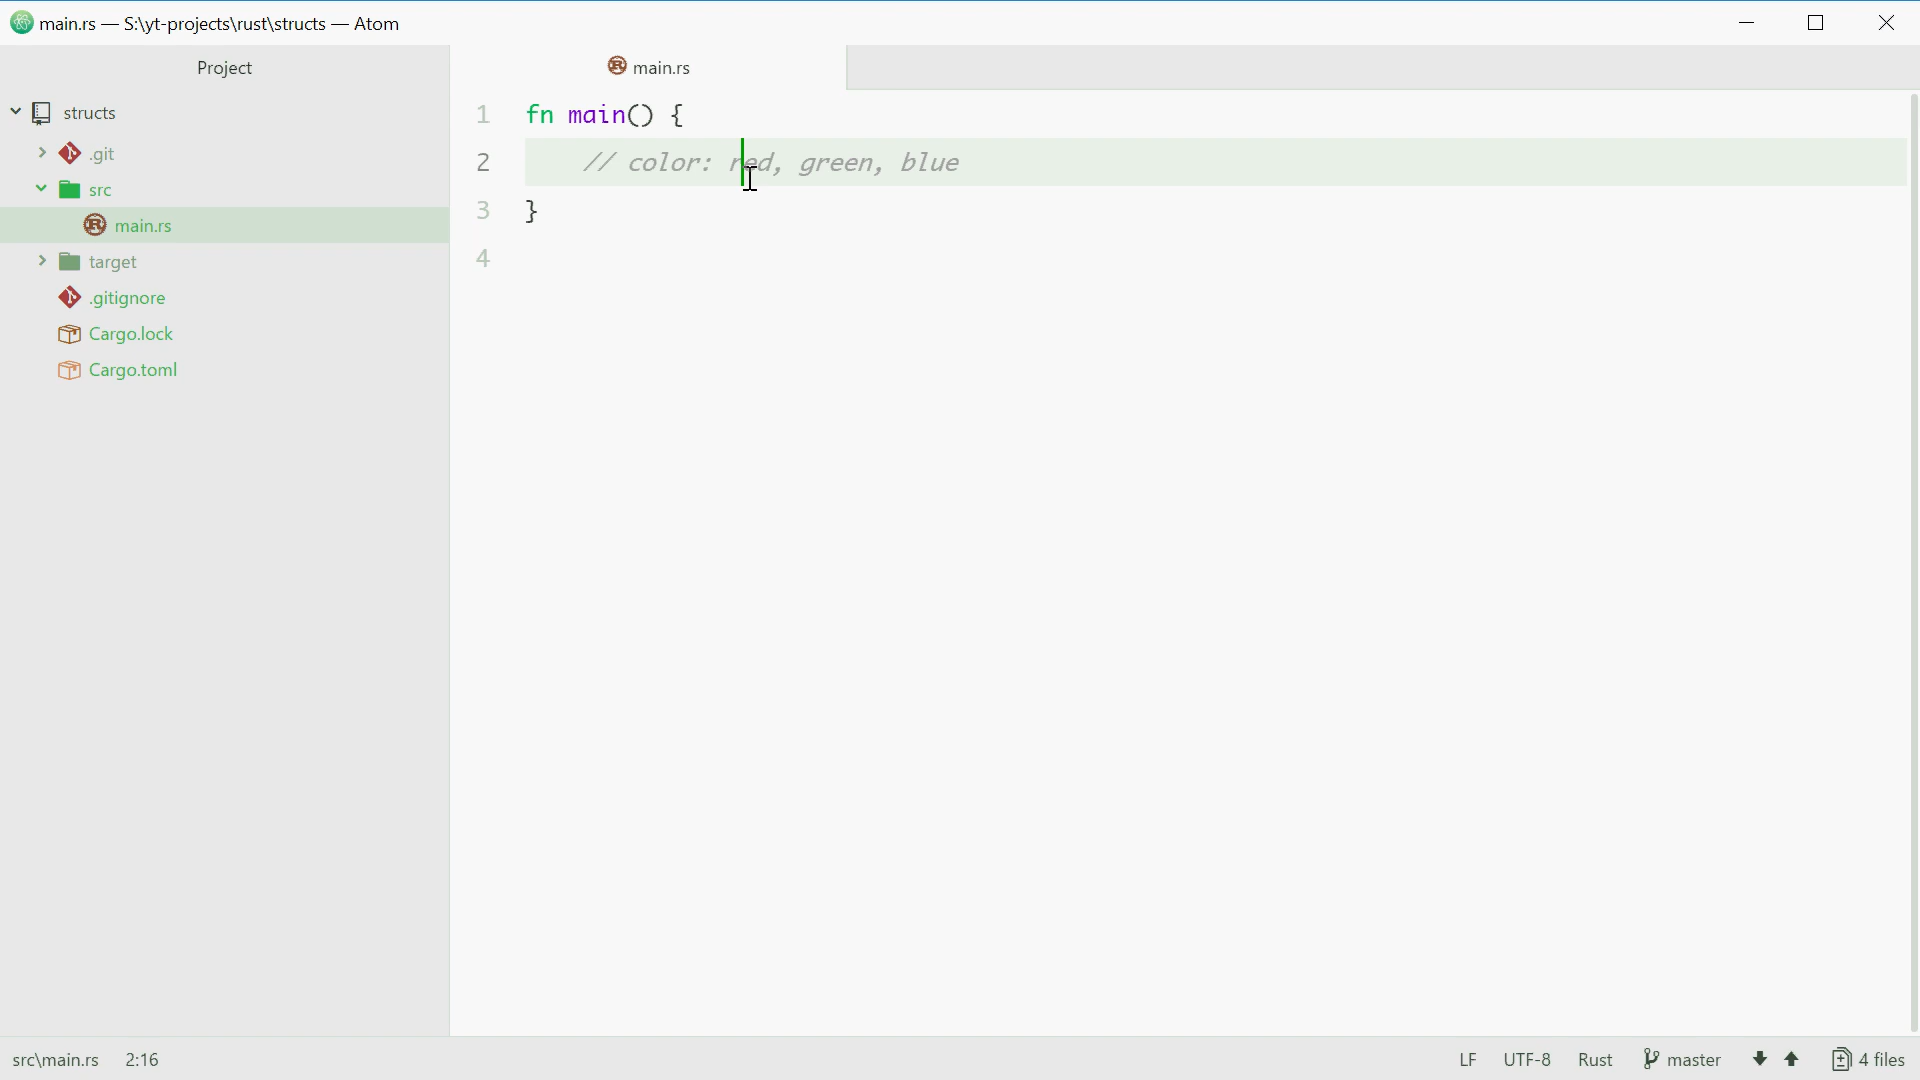 main.rs — S:\yt-projects\rust\structs — Atom
Project
main.rs
structs
.git
src
main.rs
target
.gitignore
Cargo.lock
Cargo.toml
1 fn main() {
2 // color: red, green, blue
3 }
4
src\main.rs 2:16 LF UTF-8 Rust master 4 files